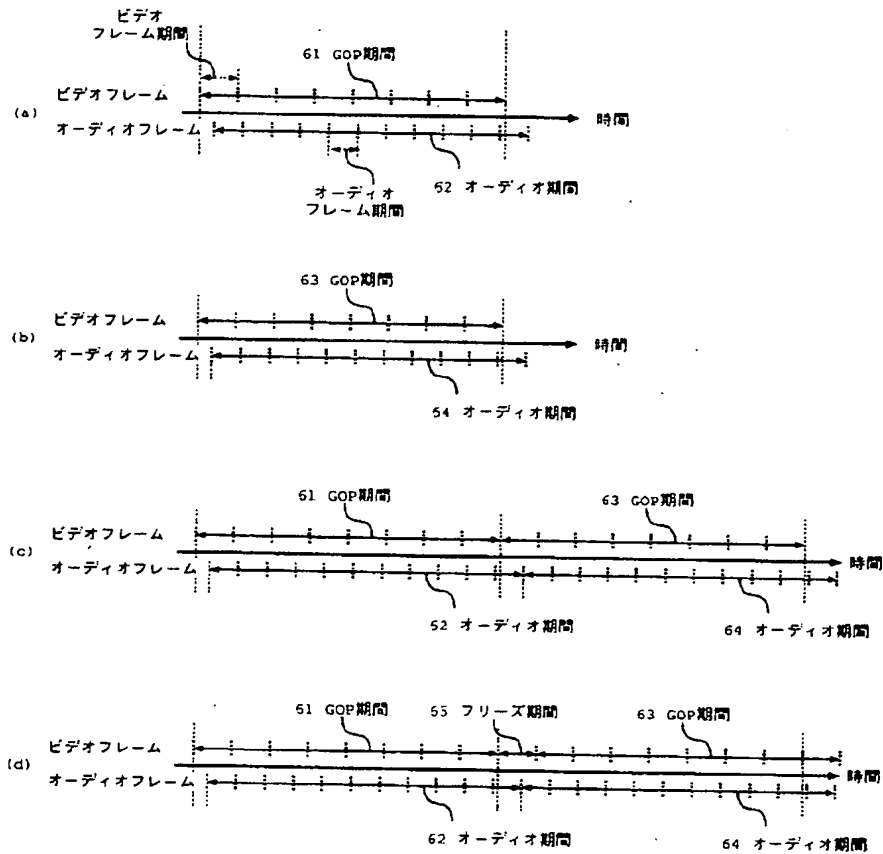 ビデオ
フレーム期間
61 GOP期間
ビデオフレーム
(a)
時間
オーディオフレーム
オーディオ
フレーム期間
62 オーディオ期間
63 GOP期間
ビデオフレーム
(b)
時間
オーディオフレーム
64 オーディオ期間
61 GOP期間
63 GOP期間
ビデオフレーム
(c)
時間
オーディオフレーム
62 オーディオ期間
64 オーディオ期間
61 GOP期間
65 フリーズ期間
63 GOP期間
ビデオフレーム
(d)
時間
オーディオフレーム
62 オーディオ期間
64 オーディオ期間